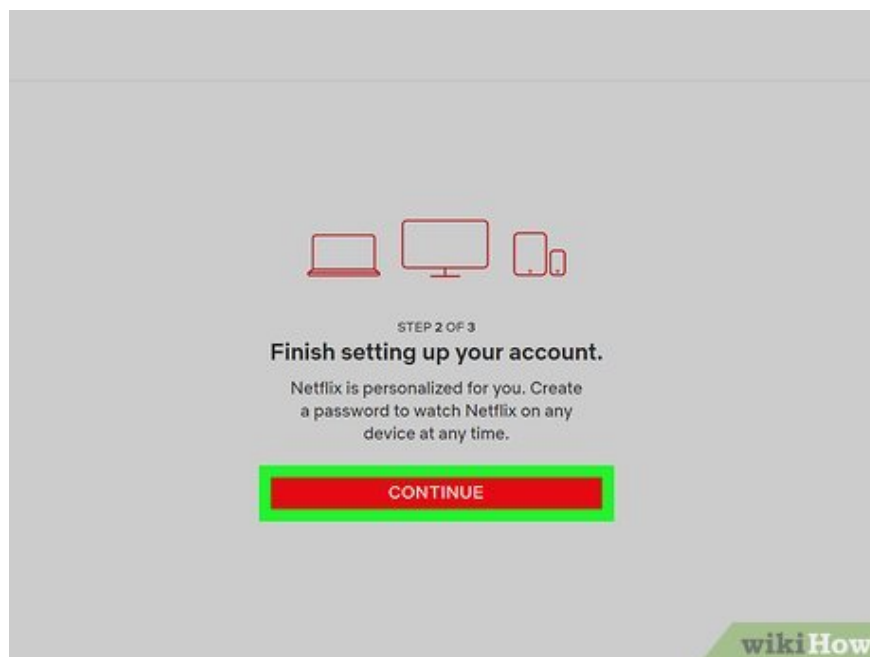 STEP 2 OF 3
Finish setting up your account.
Netflix is personalized for you. Create
a password to watch Netflix on any
device at any time.
CONTINUE
wikiHow